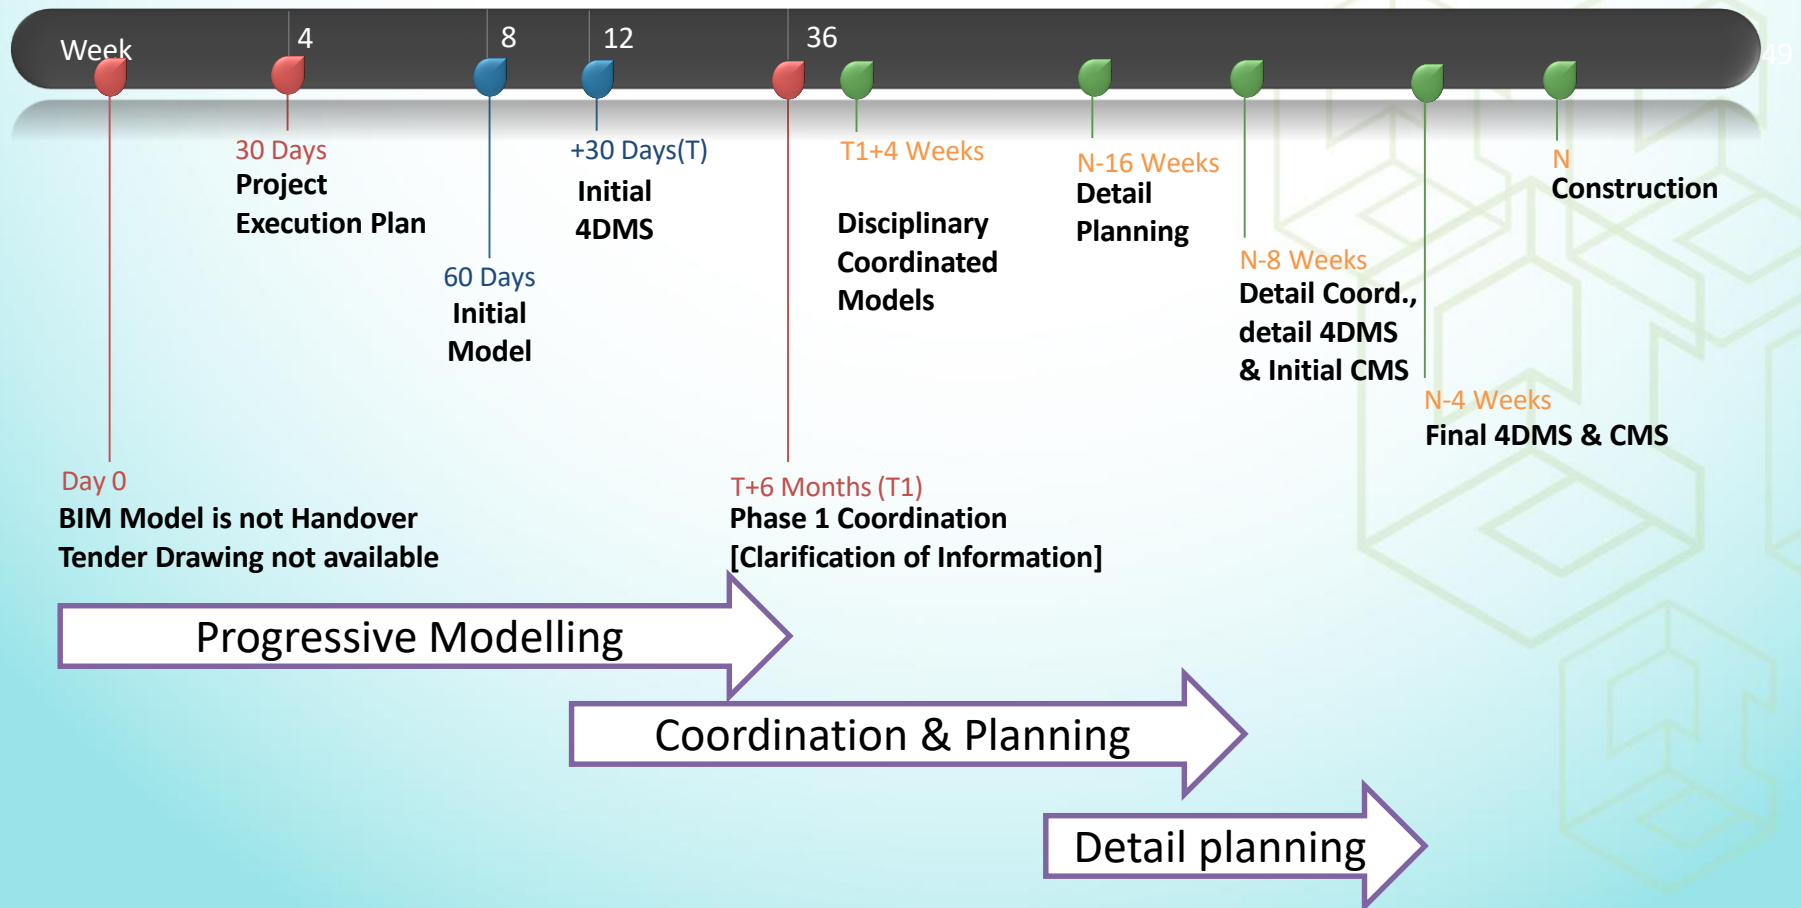 Week
4
8
12
36
49
30 Days
Project
Execution Plan
+30 Days(T)
Initial
4DMS
T1+4 Weeks
Disciplinary
Coordinated
Models
N-16 Weeks
Detail
Planning
N
Construction
60 Days
Initial
Model
N-8 Weeks
Detail Coord.,
detail 4DMS
& Initial CMS
N-4 Weeks
Final 4DMS & CMS
Day 0
BIM Model is not Handover
Tender Drawing not available
T+6 Months (T1)
Phase 1 Coordination
[Clarification of Information]
Progressive Modelling
Coordination & Planning
Detail planning